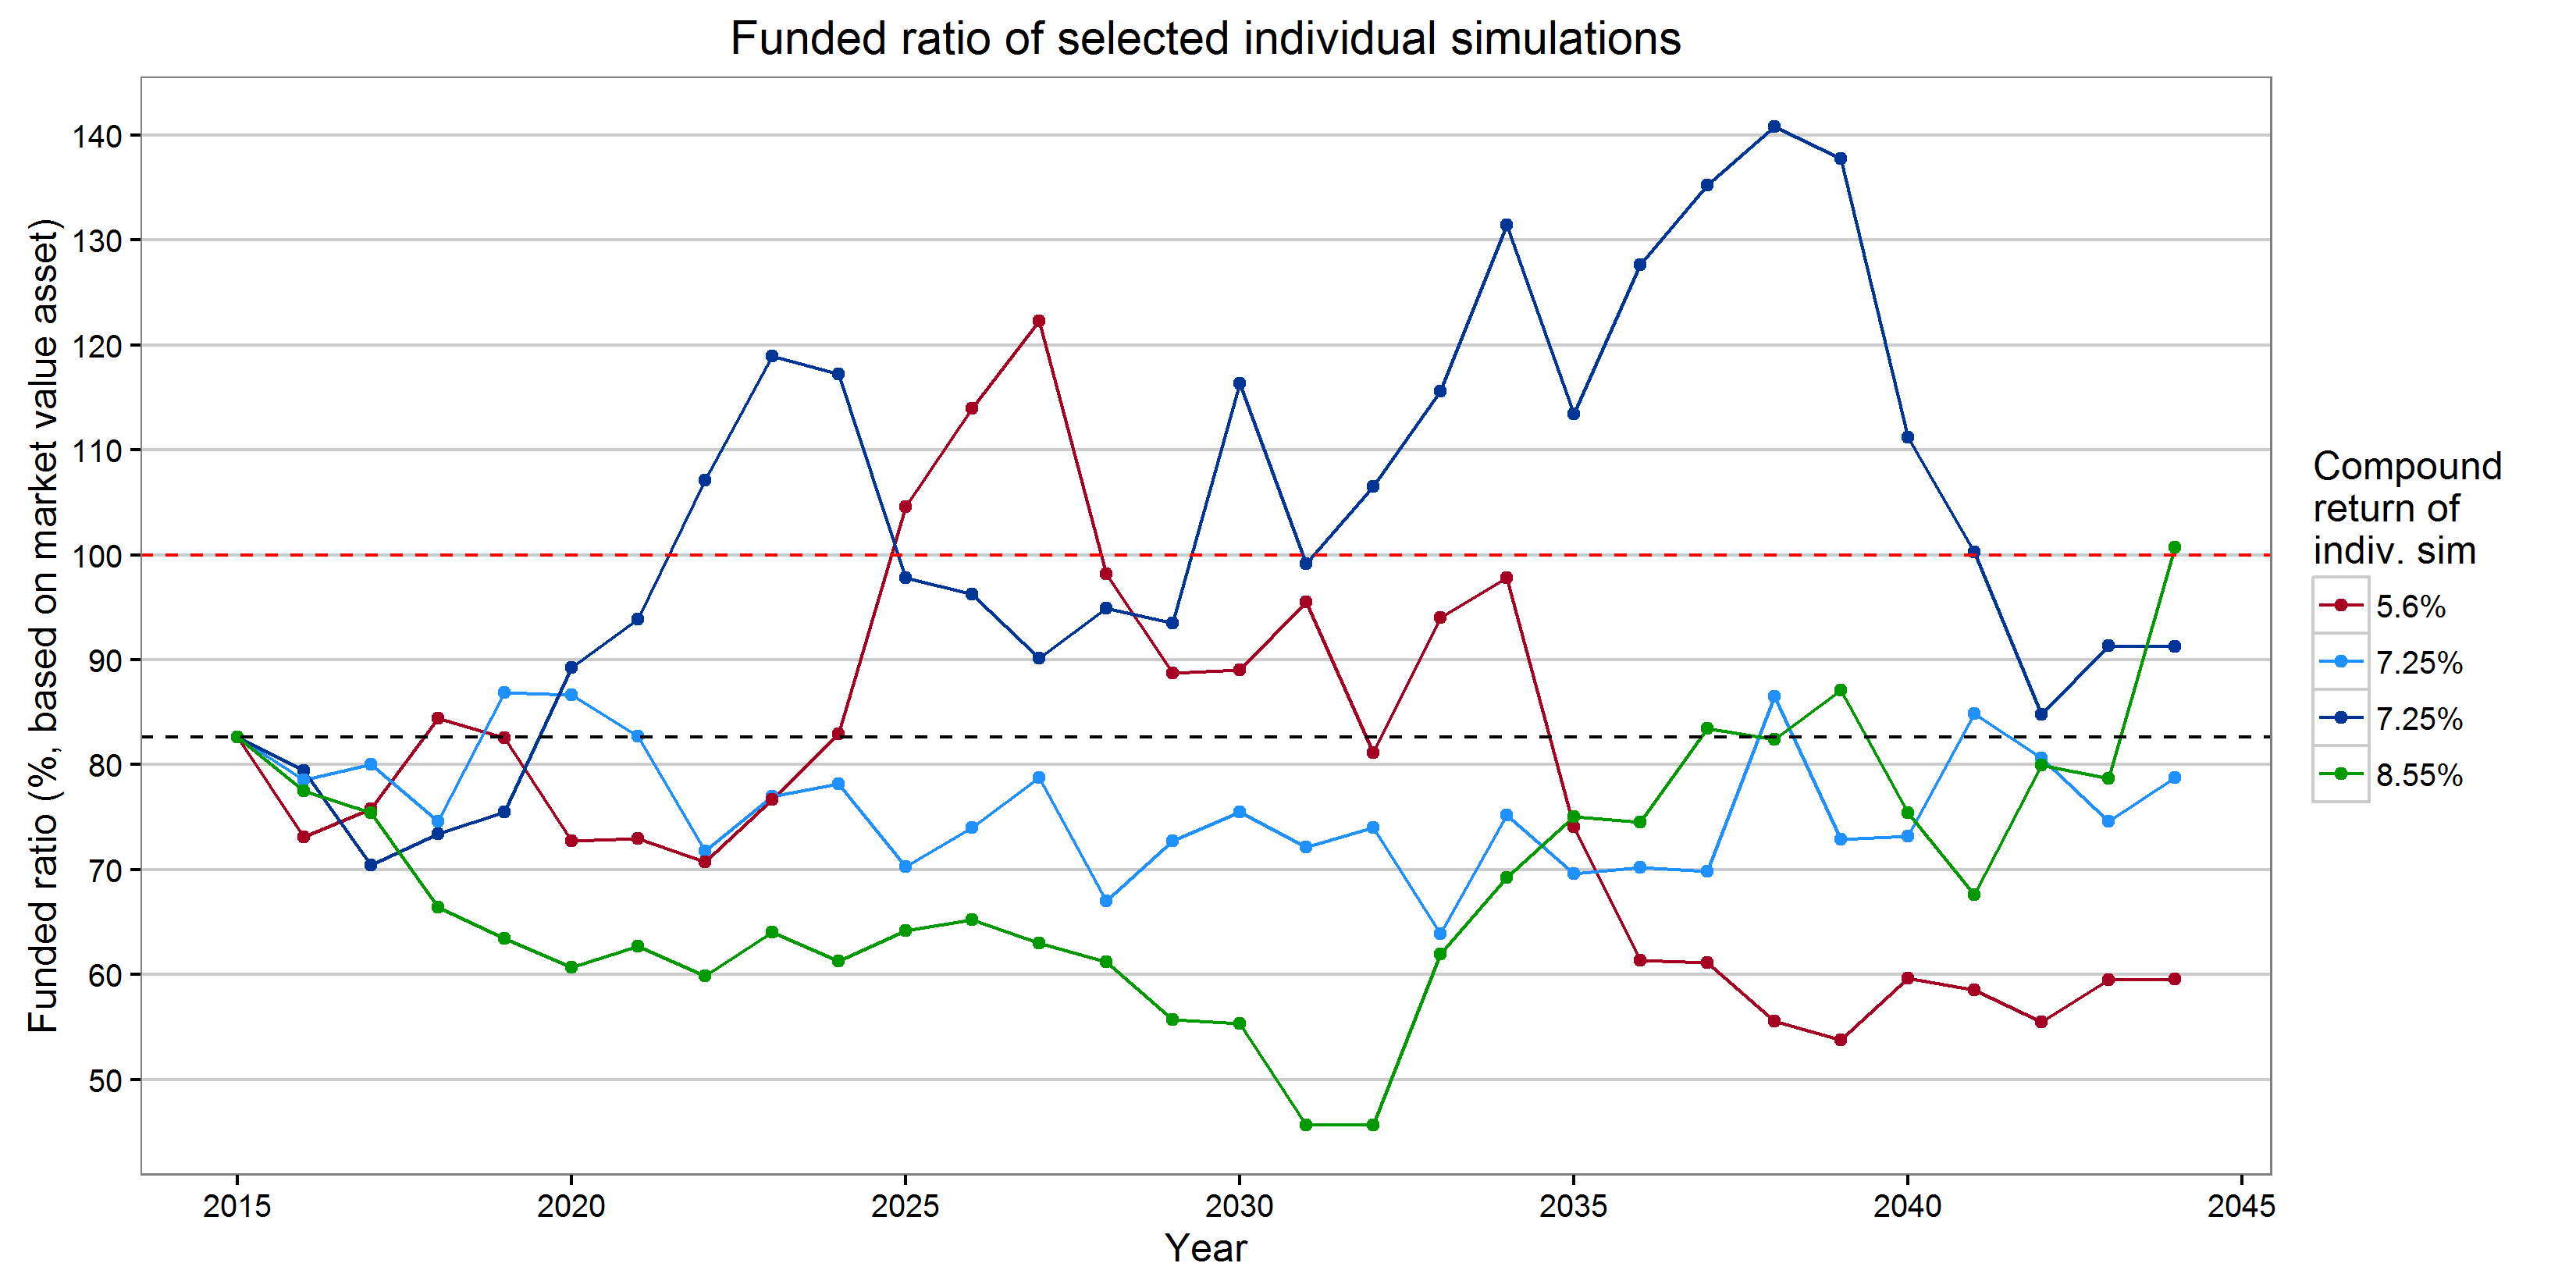 Funded ratio of selected individual simulations
Funded ratio (%, based on market value asset)
140
130
120
110
100
90
80
70
60
50
2015 2020 2025 2030 2035 2040 2045
Year
Compound
return of
indiv. sim
5.6%
7.25%
7.25%
8.55%